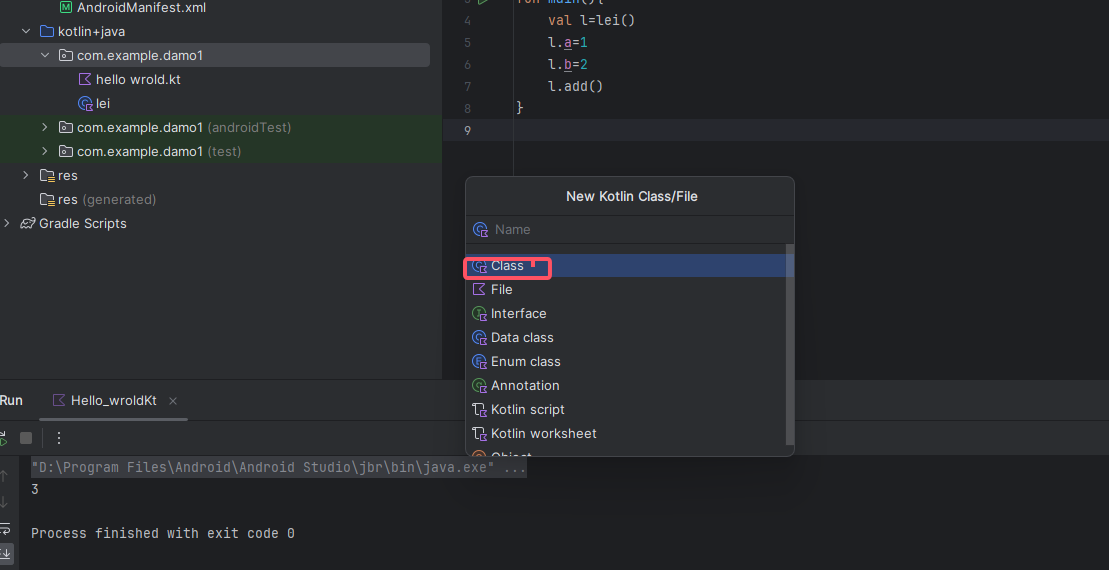 AndroidManifest.xml
kotlin+java
com.example.damo1
hello wrold.kt
lei
com.example.damo1 (androidTest)
com.example.damo1 (test)
res
res (generated)
Gradle Scripts
3 fun main(){
4 val l=lei()
5 l.a=1
6 l.b=2
7 l.add()
8 }
9
New Kotlin Class/File
Name
Class
File
Interface
Data class
Enum class
Annotation
Kotlin script
Kotlin worksheet
Object
Run
Hello_wroldKt
"D:\Program Files\Android\Android Studio\jbr\bin\java.exe" ...
3
Process finished with exit code 0